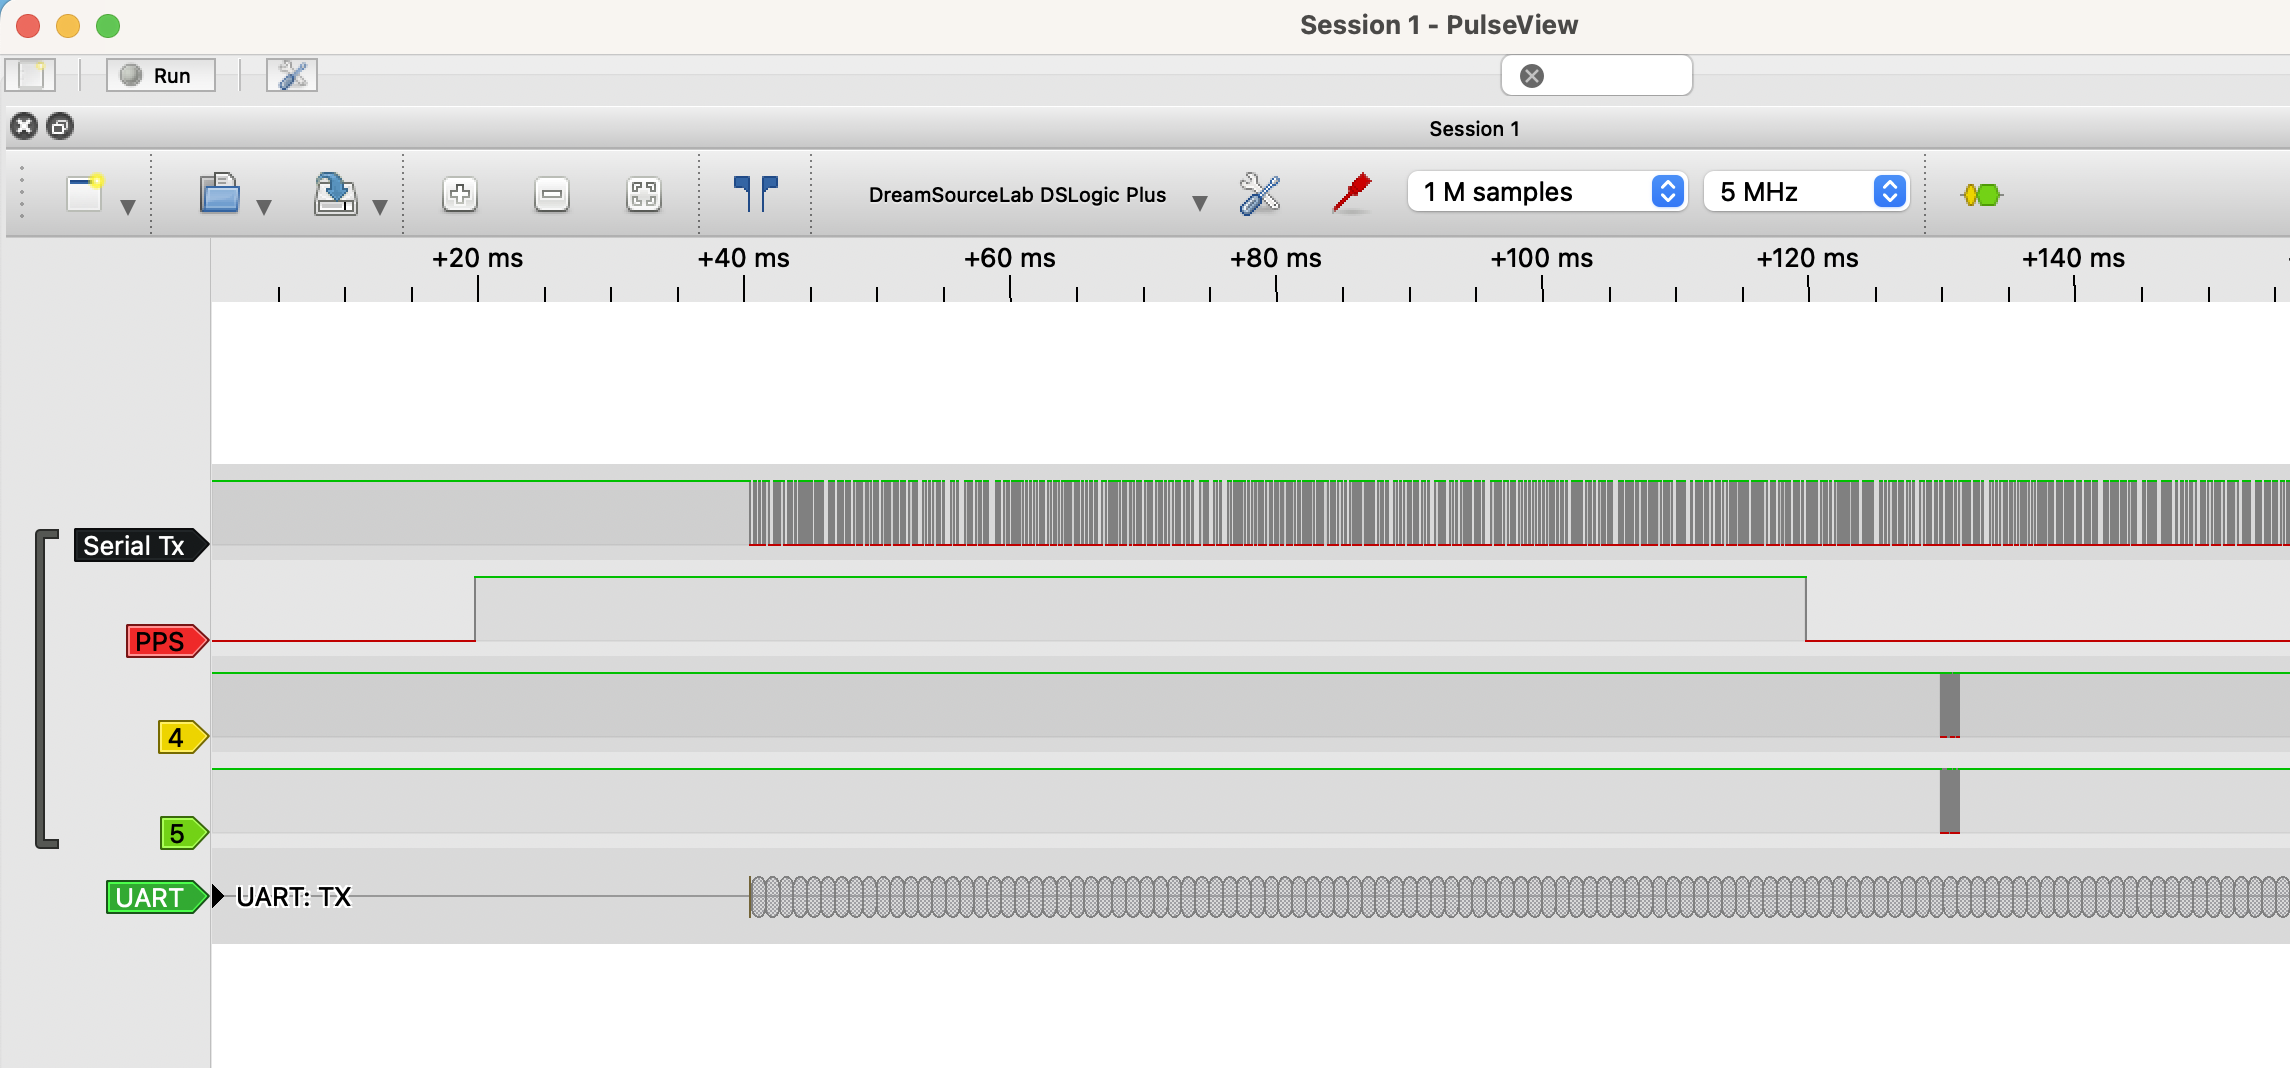 Session 1 - PulseView
Run
Session 1
DreamSourceLab DSLogic Plus
1 M samples
5 MHz
+20 ms +40 ms +60 ms +80 ms +100 ms +120 ms +140 ms
Serial Tx
PPS
4
5
UART UART: TX